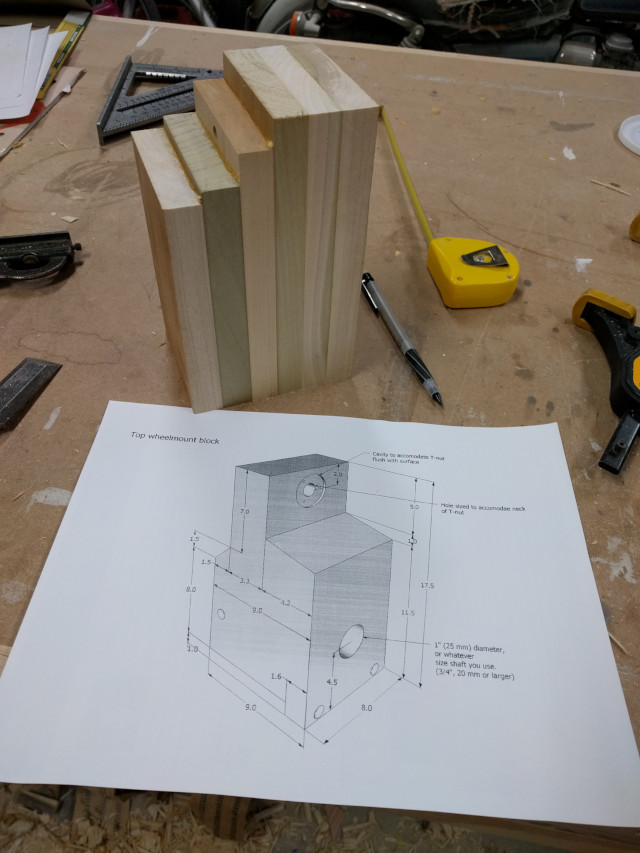 Top wheelmount block
Cavity to accomodate T-nut
flush with surface
2.0
Hole sized to accomodae neck
of T-nut
5.0
7.0
1.5
1.0
1.5
3.3
4.2
17.5
8.0
9.0
11.5
1" (25 mm) diameter,
or whatever
size shaft you use.
(3/4", 20 mm or larger)
1.0
1.6
4.5
9.0
8.0